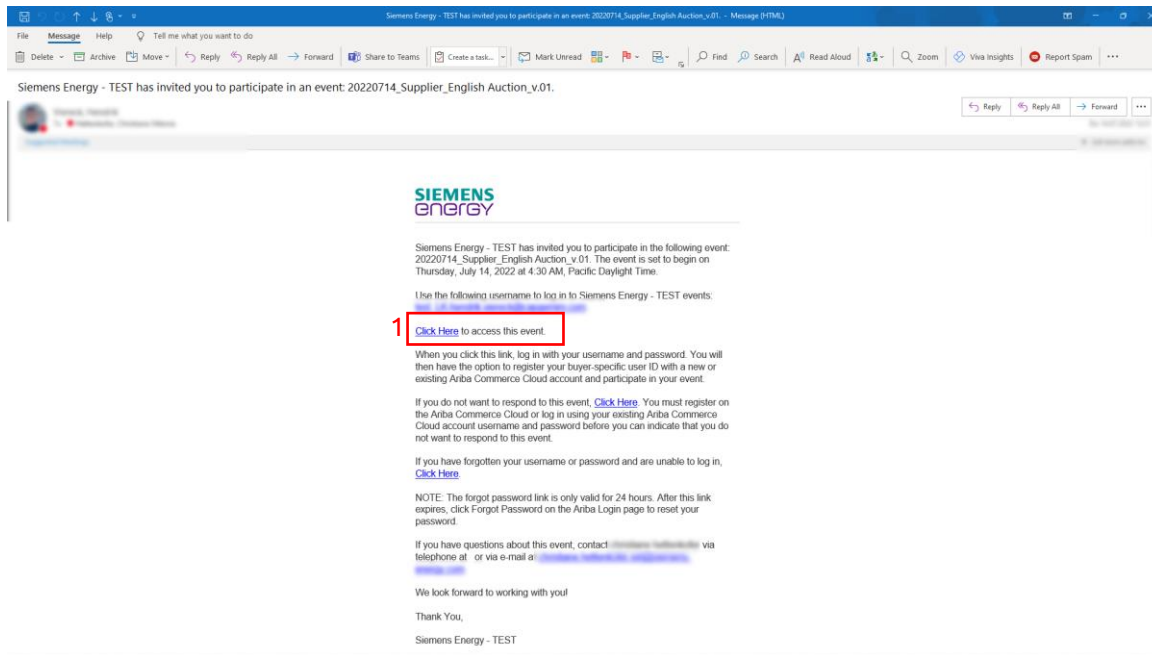 Siemens Energy - TEST has invited you to participate in an event: 20220714_Supplier_English Auction_v.01. - Message (HTML)
File Message Help Tell me what you want to do
Delete Archive Move Reply Reply All Forward Share to Teams Create a task... Mark Unread Find Search Read Aloud Zoom Viva Insights Report Spam
Siemens Energy - TEST has invited you to participate in an event: 20220714_Supplier_English Auction_v.01.
Reply Reply All Forward
SIEMENS
energy
Siemens Energy - TEST has invited you to participate in the following event:
20220714_Supplier_English Auction_v.01. The event is set to begin on
Thursday, July 14, 2022 at 4:30 AM, Pacific Daylight Time.
Use the following username to log in to Siemens Energy - TEST events:
1 Click Here to access this event.
When you click this link, log in with your username and password. You will
then have the option to register your buyer-specific user ID with a new or
existing Ariba Commerce Cloud account and participate in your event.
If you do not want to respond to this event, Click Here. You must register on
the Ariba Commerce Cloud or log in using your existing Ariba Commerce
Cloud account username and password before you can indicate that you do
not want to respond to this event.
If you have forgotten your username or password and are unable to log in,
Click Here.
NOTE: The forgot password link is only valid for 24 hours. After this link
expires, click Forgot Password on the Ariba Login page to reset your
password.
If you have questions about this event, contact via
telephone at or via e-mail at
We look forward to working with you!
Thank You,
Siemens Energy - TEST